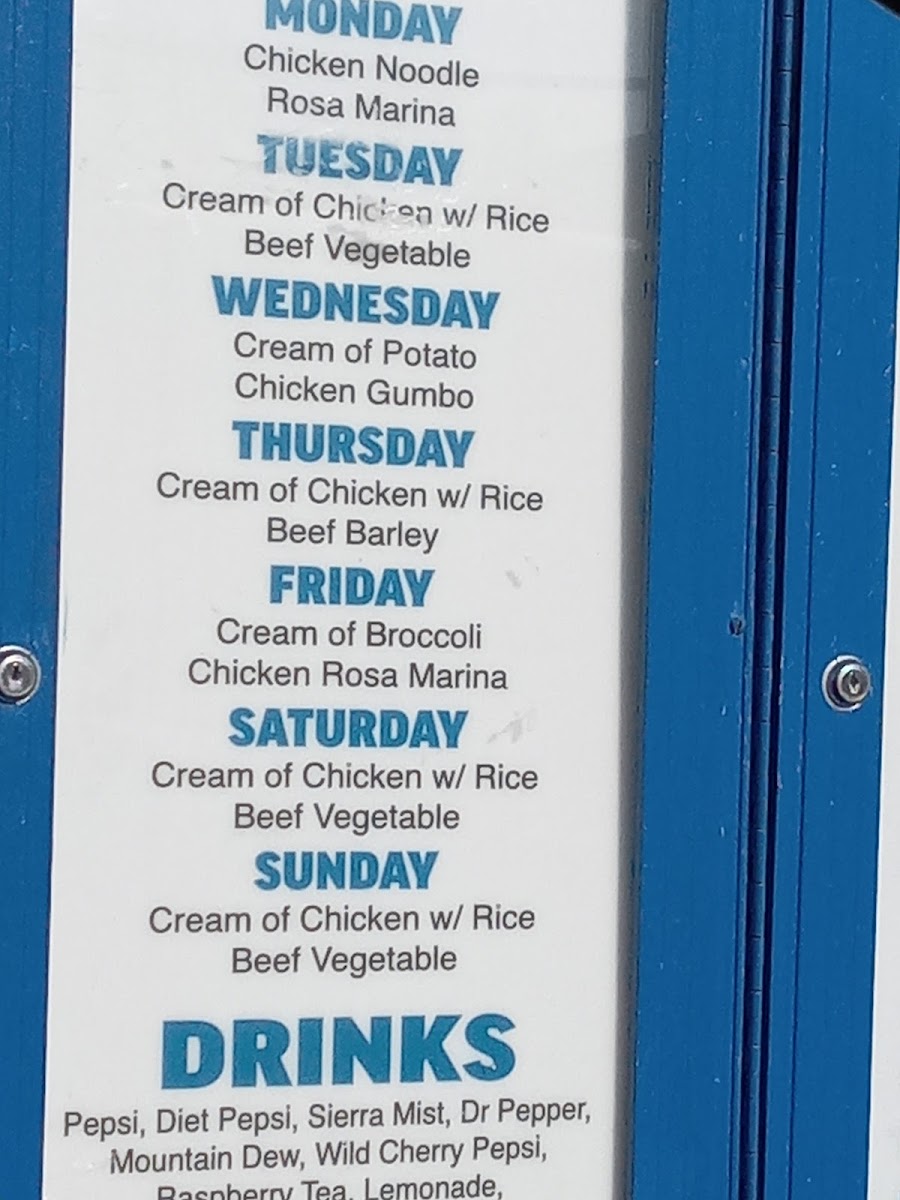 MONDAY
Chicken Noodle
Rosa Marina
TUESDAY
Cream of Chicken w/ Rice
Beef Vegetable
WEDNESDAY
Cream of Potato
Chicken Gumbo
THURSDAY
Cream of Chicken w/ Rice
Beef Barley
FRIDAY
Cream of Broccoli
Chicken Rosa Marina
SATURDAY
Cream of Chicken w/ Rice
Beef Vegetable
SUNDAY
Cream of Chicken w/ Rice
Beef Vegetable
DRINKS
Pepsi, Diet Pepsi, Sierra Mist, Dr Pepper,
Mountain Dew, Wild Cherry Pepsi,
Raspberry Tea, Lemonade,